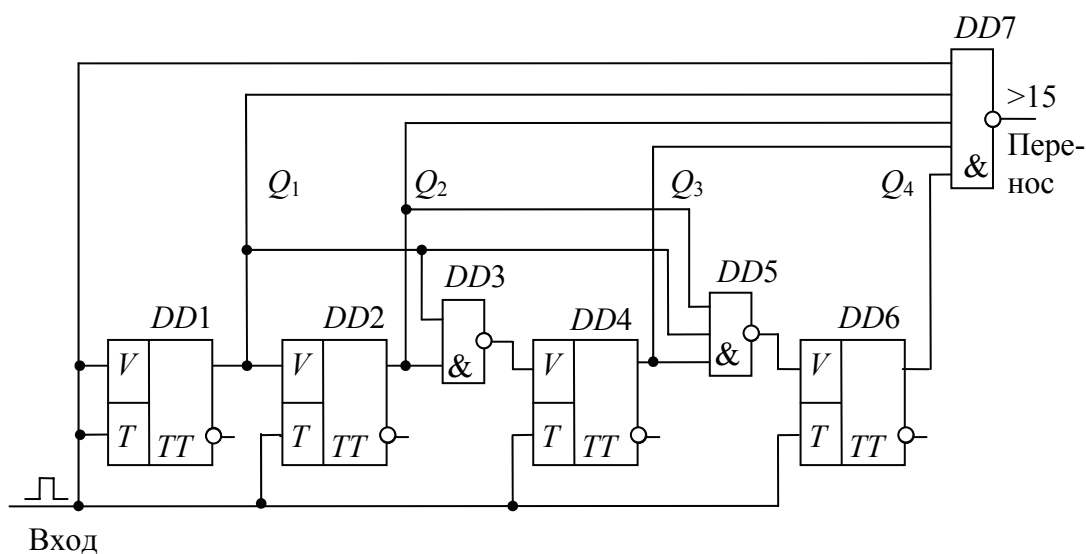 DD7
>15
Пере-
нос
&
Q1 Q2 Q3 Q4
DD3 DD5
DD1 DD2 DD4 DD6
& &
V V V V
T TT T TT T TT T TT
Вход